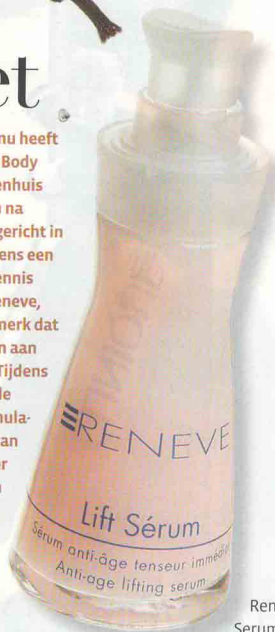 et
nu heeft
Body
enhuis
na
gericht in
ens een
ennis
eneve,
merk dat
n aan
Tijdens
le
mula-
an
er
RENEVE
Lift Sérum
Sérum anti-âge tenseur immédiat
Anti-age lifting serum
Ren
Serum